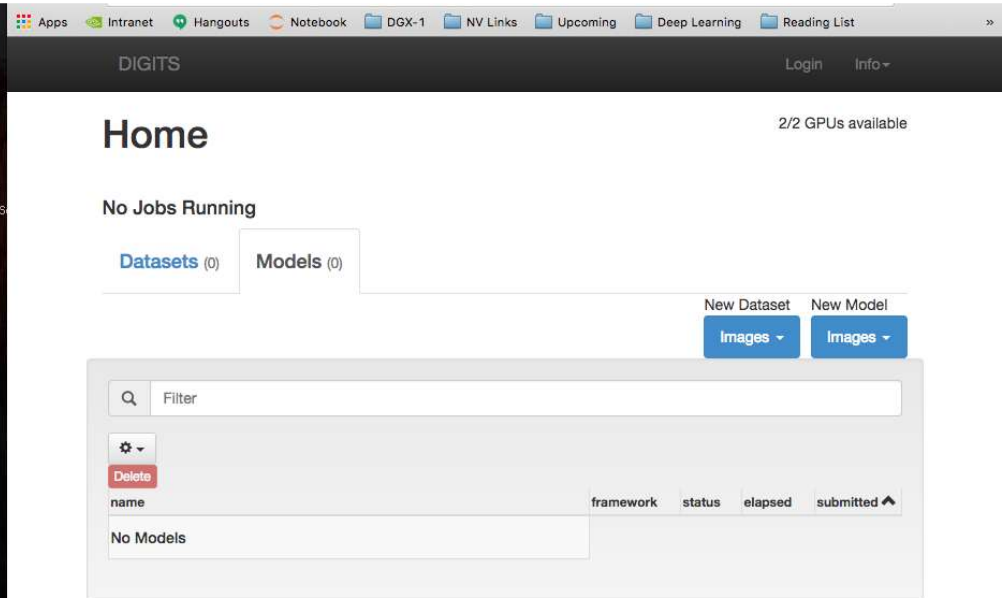 Apps Intranet Hangouts Notebook DGX-1 NV Links Upcoming Deep Learning Reading List »
DIGITS Login Info
Home 2/2 GPUs available
No Jobs Running
Datasets (0) Models (0)
New Dataset New Model
Images Images
Filter
Delete
name framework status elapsed submitted
No Models